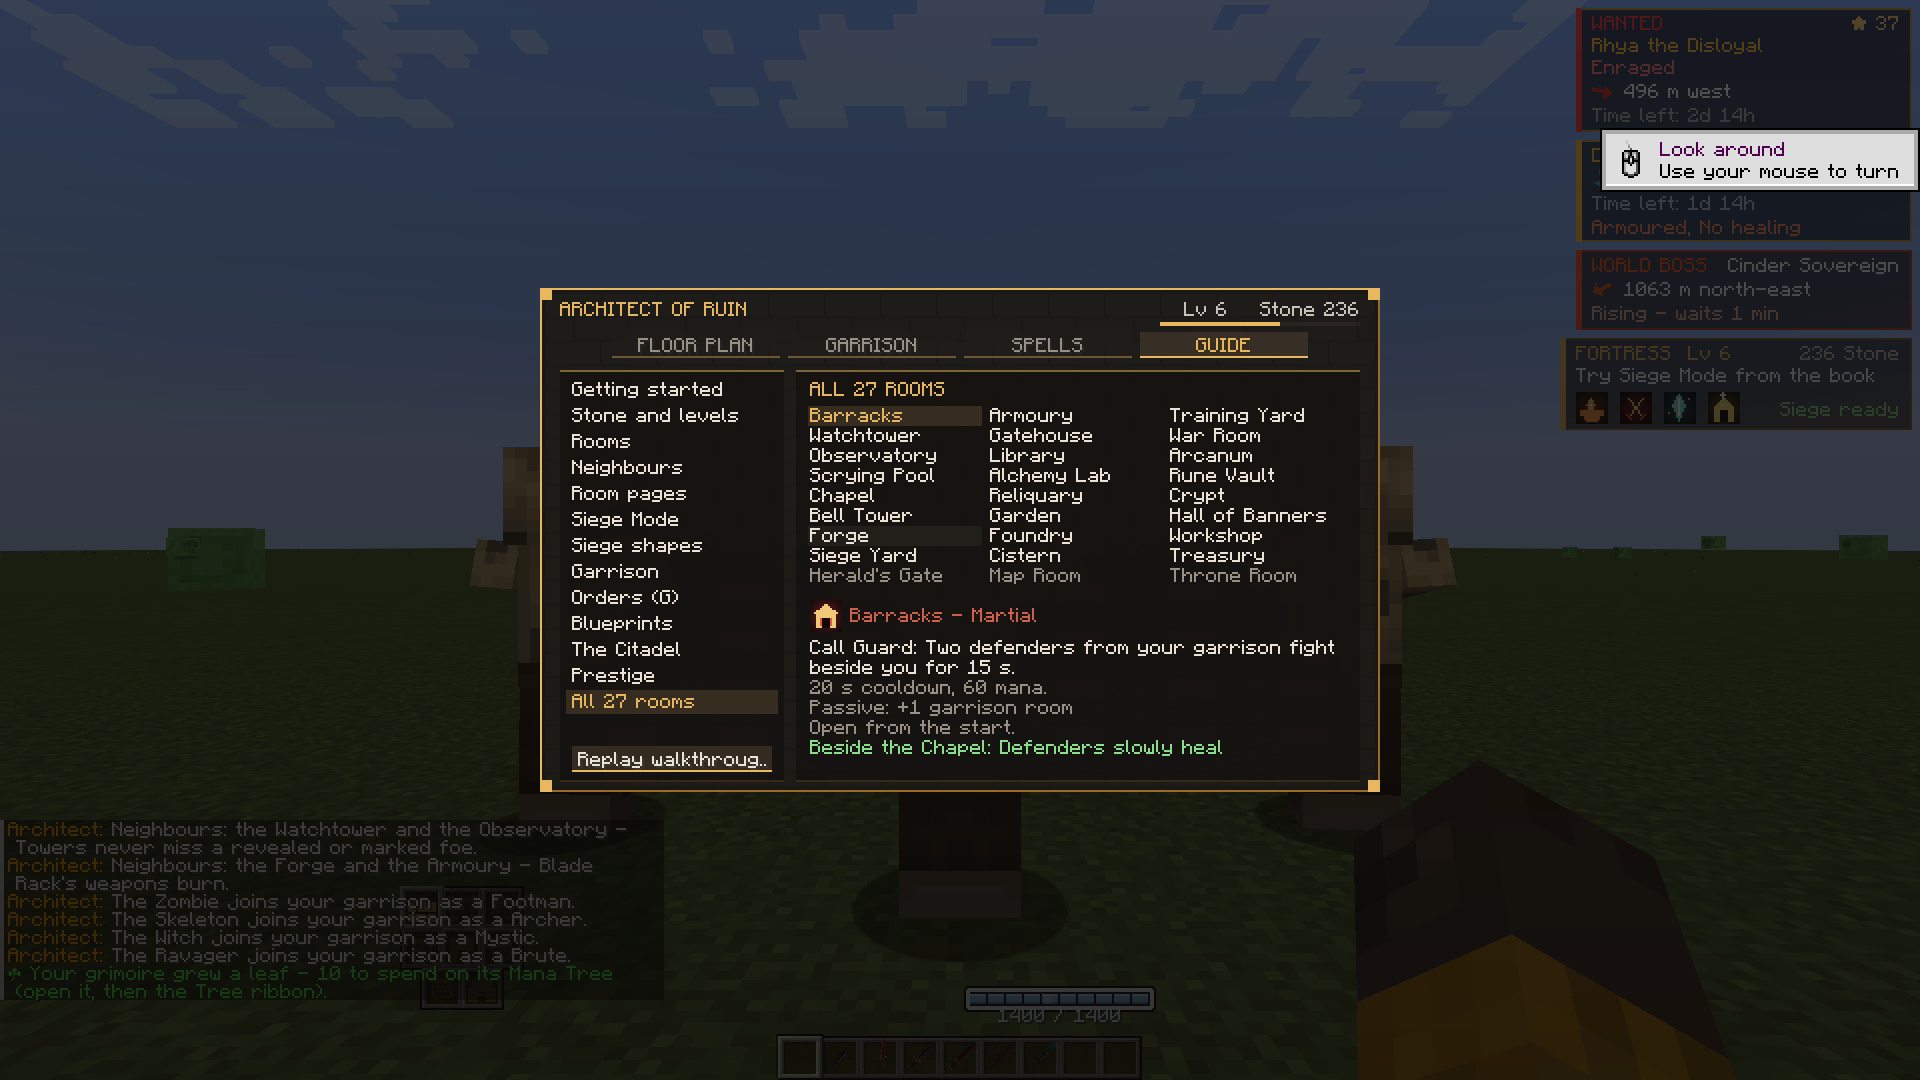 WANTED ★ 37
Rhya the Disloyal
Enraged
496 m west
Time left: 2d 14h
Look around
Use your mouse to turn
Time left: 1d 14h
Armoured, No healing
WORLD BOSS Cinder Sovereign
1063 m north-east
Rising - waits 1 min
FORTRESS Lv 6 236 Stone
Try Siege Mode from the book
Siege ready
ARCHITECT OF RUIN Lv 6 Stone 236
FLOOR PLAN GARRISON SPELLS GUIDE
Getting started
Stone and levels
Rooms
Neighbours
Room pages
Siege Mode
Siege shapes
Garrison
Orders (G)
Blueprints
The Citadel
Prestige
All 27 rooms
Replay walkthroug..
ALL 27 ROOMS
Barracks Armoury Training Yard
Watchtower Gatehouse War Room
Observatory Library Arcanum
Scrying Pool Alchemy Lab Rune Vault
Chapel Reliquary Crypt
Bell Tower Garden Hall of Banners
Forge Foundry Workshop
Siege Yard Cistern Treasury
Herald's Gate Map Room Throne Room
Barracks - Martial
Call Guard: Two defenders from your garrison fight
beside you for 15 s.
20 s cooldown, 60 mana.
Passive: +1 garrison room
Open from the start.
Beside the Chapel: Defenders slowly heal
Architect: Neighbours: the Watchtower and the Observatory -
Towers never miss a revealed or marked foe.
Architect: Neighbours: the Forge and the Armoury - Blade
Rack's weapons burn.
Architect: The Zombie joins your garrison as a Footman.
Architect: The Skeleton joins your garrison as a Archer.
Architect: The Witch joins your garrison as a Mystic.
Architect: The Ravager joins your garrison as a Brute.
Your grimoire grew a leaf - 10 to spend on its Mana Tree
(open it, then the Tree ribbon).
1400 / 1400